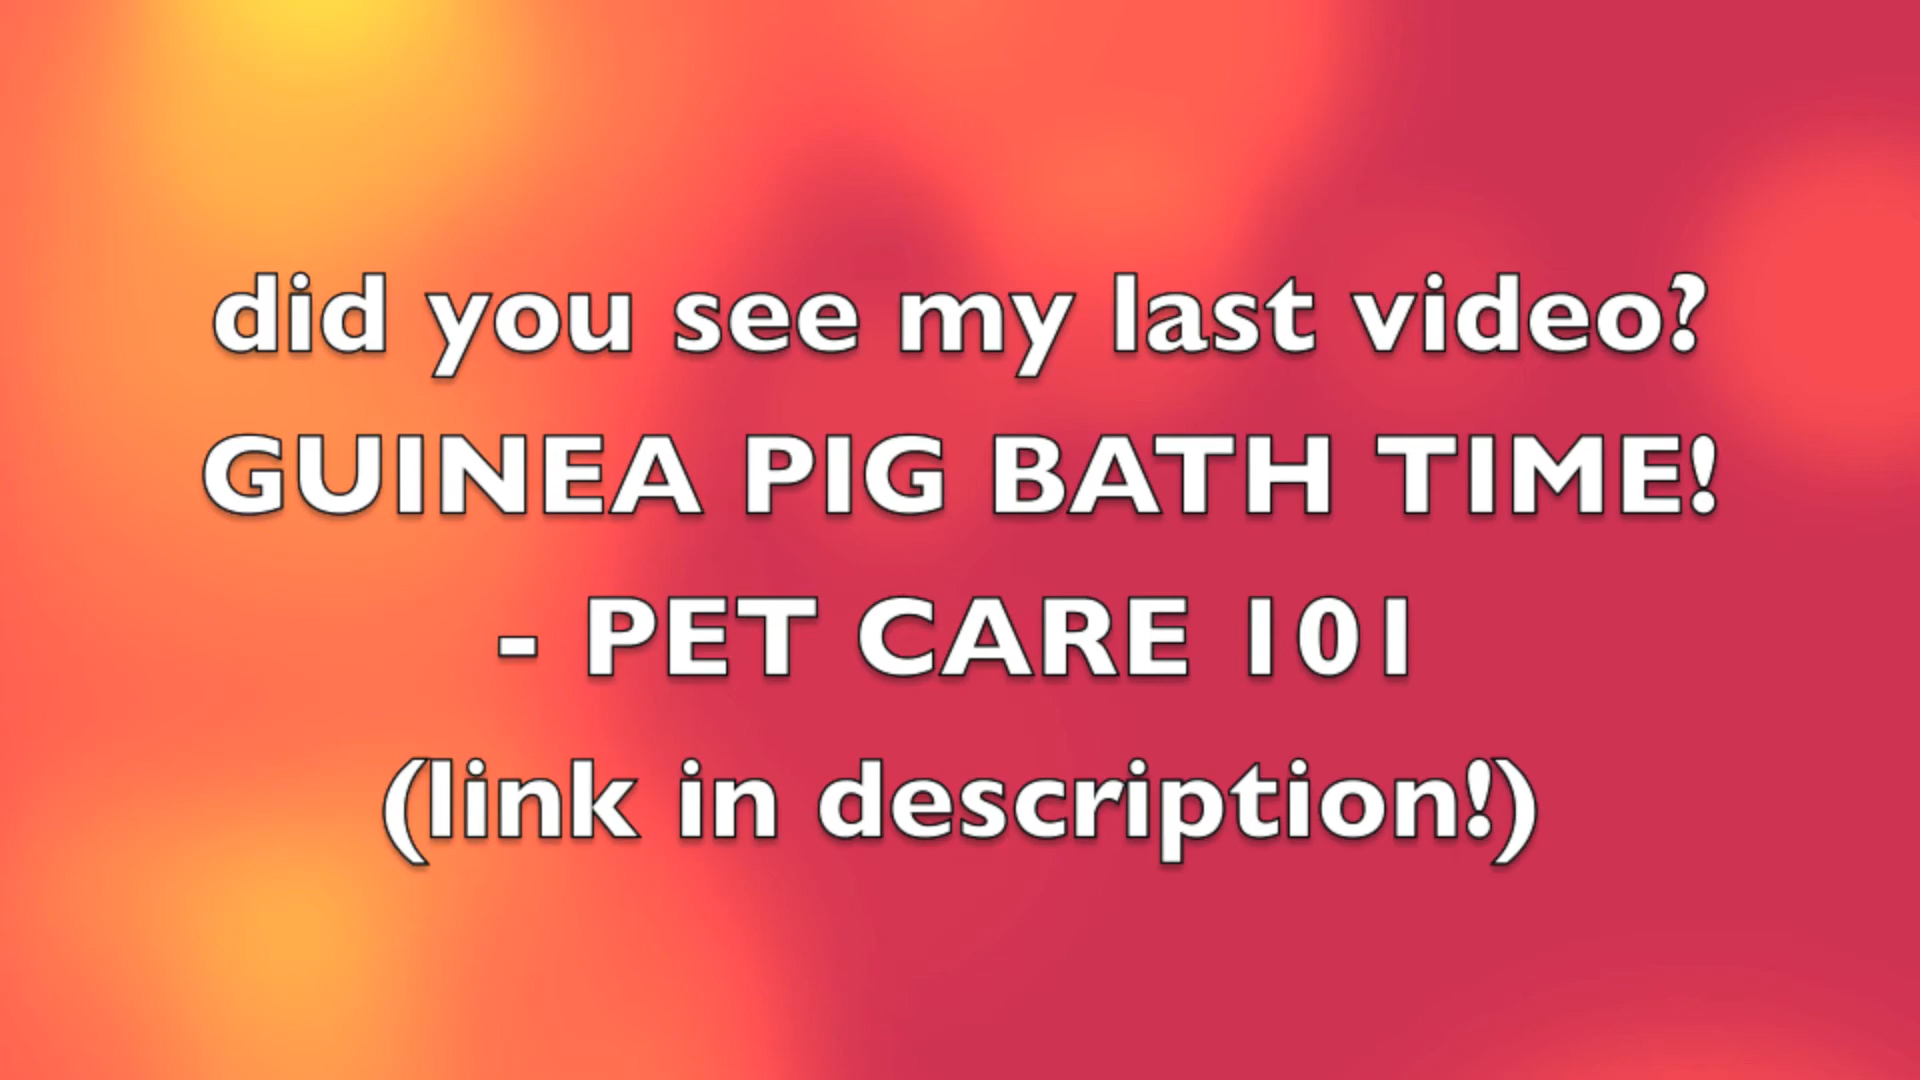 did you see my last video?
GUINEA PIG BATH TIME!
- PET CARE 101
(link in description!)